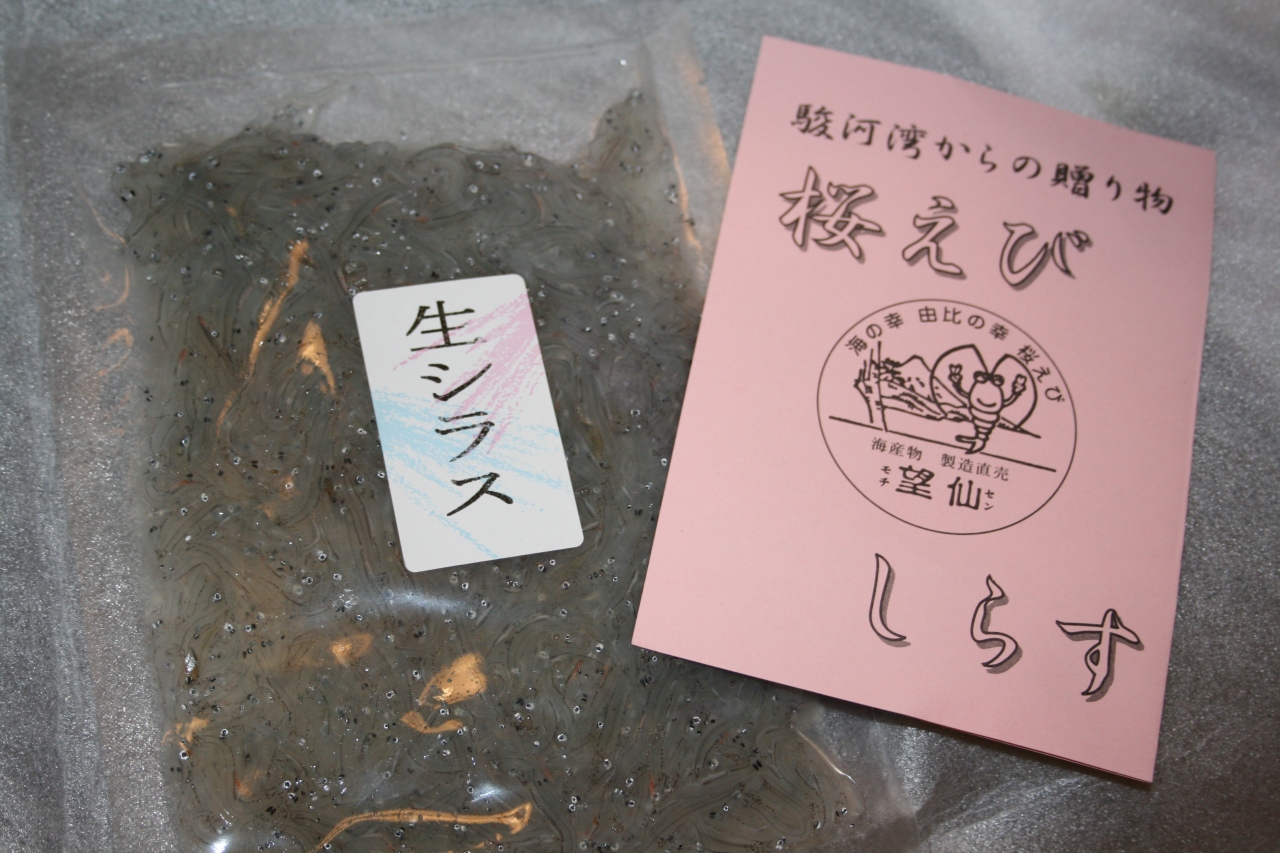 生シラス
駿河湾からの贈り物
桜えび
海の幸 由比の幸 桜えび
海産物 製造直売
モチ 望仙 セン
しらす